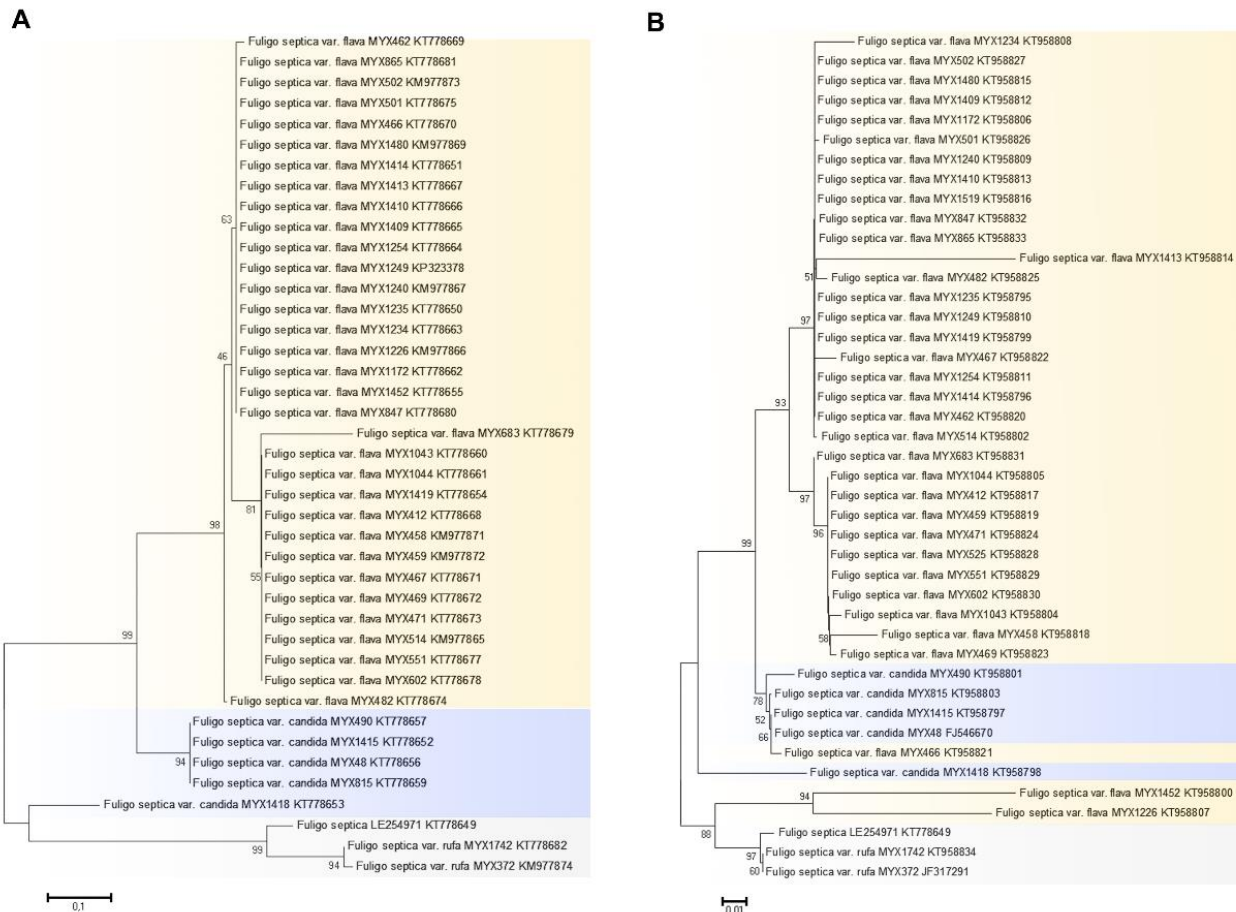 A
Fuligo septica var. flava MYX462 KT778669
Fuligo septica var. flava MYX865 KT778681
Fuligo septica var. flava MYX502 KM977873
Fuligo septica var. flava MYX501 KT778675
Fuligo septica var. flava MYX466 KT778670
Fuligo septica var. flava MYX1480 KM977869
Fuligo septica var. flava MYX1414 KT778651
Fuligo septica var. flava MYX1413 KT778667
Fuligo septica var. flava MYX1410 KT778666
63
Fuligo septica var. flava MYX1409 KT778665
Fuligo septica var. flava MYX1254 KT778664
Fuligo septica var. flava MYX1249 KP323378
Fuligo septica var. flava MYX1240 KM977867
Fuligo septica var. flava MYX1235 KT778650
Fuligo septica var. flava MYX1234 KT778663
46
Fuligo septica var. flava MYX1226 KM977866
Fuligo septica var. flava MYX1172 KT778662
Fuligo septica var. flava MYX1452 KT778655
Fuligo septica var. flava MYX847 KT778680
Fuligo septica var. flava MYX683 KT778679
Fuligo septica var. flava MYX1043 KT778660
Fuligo septica var. flava MYX1044 KT778661
Fuligo septica var. flava MYX1419 KT778654
81
Fuligo septica var. flava MYX412 KT778668
98
Fuligo septica var. flava MYX458 KM977871
Fuligo septica var. flava MYX459 KM977872
55
Fuligo septica var. flava MYX467 KT778671
Fuligo septica var. flava MYX469 KT778672
Fuligo septica var. flava MYX471 KT778673
Fuligo septica var. flava MYX514 KM977865
99
Fuligo septica var. flava MYX551 KT778677
Fuligo septica var. flava MYX602 KT778678
Fuligo septica var. flava MYX482 KT778674
Fuligo septica var. candida MYX490 KT778657
Fuligo septica var. candida MYX1415 KT778652
94
Fuligo septica var. candida MYX48 KT778656
Fuligo septica var. candida MYX815 KT778659
Fuligo septica var. candida MYX1418 KT778653
Fuligo septica LE254971 KT778649
99
Fuligo septica var. rufa MYX1742 KT778682
94
Fuligo septica var. rufa MYX372 KM977874
0,1
B
Fuligo septica var. flava MYX1234 KT958808
Fuligo septica var. flava MYX502 KT958827
Fuligo septica var. flava MYX1480 KT958815
Fuligo septica var. flava MYX1409 KT958812
Fuligo septica var. flava MYX1172 KT958806
Fuligo septica var. flava MYX501 KT958826
Fuligo septica var. flava MYX1240 KT958809
Fuligo septica var. flava MYX1410 KT958813
Fuligo septica var. flava MYX1519 KT958816
Fuligo septica var. flava MYX847 KT958832
Fuligo septica var. flava MYX865 KT958833
Fuligo septica var. flava MYX1413 KT958814
51
Fuligo septica var. flava MYX482 KT958825
Fuligo septica var. flava MYX1235 KT958795
97
Fuligo septica var. flava MYX1249 KT958810
Fuligo septica var. flava MYX1419 KT958799
Fuligo septica var. flava MYX467 KT958822
Fuligo septica var. flava MYX1254 KT958811
93
Fuligo septica var. flava MYX1414 KT958796
Fuligo septica var. flava MYX462 KT958820
Fuligo septica var. flava MYX514 KT958802
Fuligo septica var. flava MYX683 KT958831
Fuligo septica var. flava MYX1044 KT958805
97
Fuligo septica var. flava MYX412 KT958817
Fuligo septica var. flava MYX459 KT958819
96
Fuligo septica var. flava MYX471 KT958824
99
Fuligo septica var. flava MYX525 KT958828
Fuligo septica var. flava MYX551 KT958829
Fuligo septica var. flava MYX602 KT958830
Fuligo septica var. flava MYX1043 KT958804
58
Fuligo septica var. flava MYX458 KT958818
Fuligo septica var. flava MYX469 KT958823
Fuligo septica var. candida MYX490 KT958801
78
Fuligo septica var. candida MYX815 KT958803
52
Fuligo septica var. candida MYX1415 KT958797
66
Fuligo septica var. candida MYX48 FJ546670
Fuligo septica var. flava MYX466 KT958821
Fuligo septica var. candida MYX1418 KT958798
94
Fuligo septica var. flava MYX1452 KT958800
Fuligo septica var. flava MYX1226 KT958807
88
Fuligo septica LE254971 KT778649
97
Fuligo septica var. rufa MYX1742 KT958834
60
Fuligo septica var. rufa MYX372 JF317291
0,01